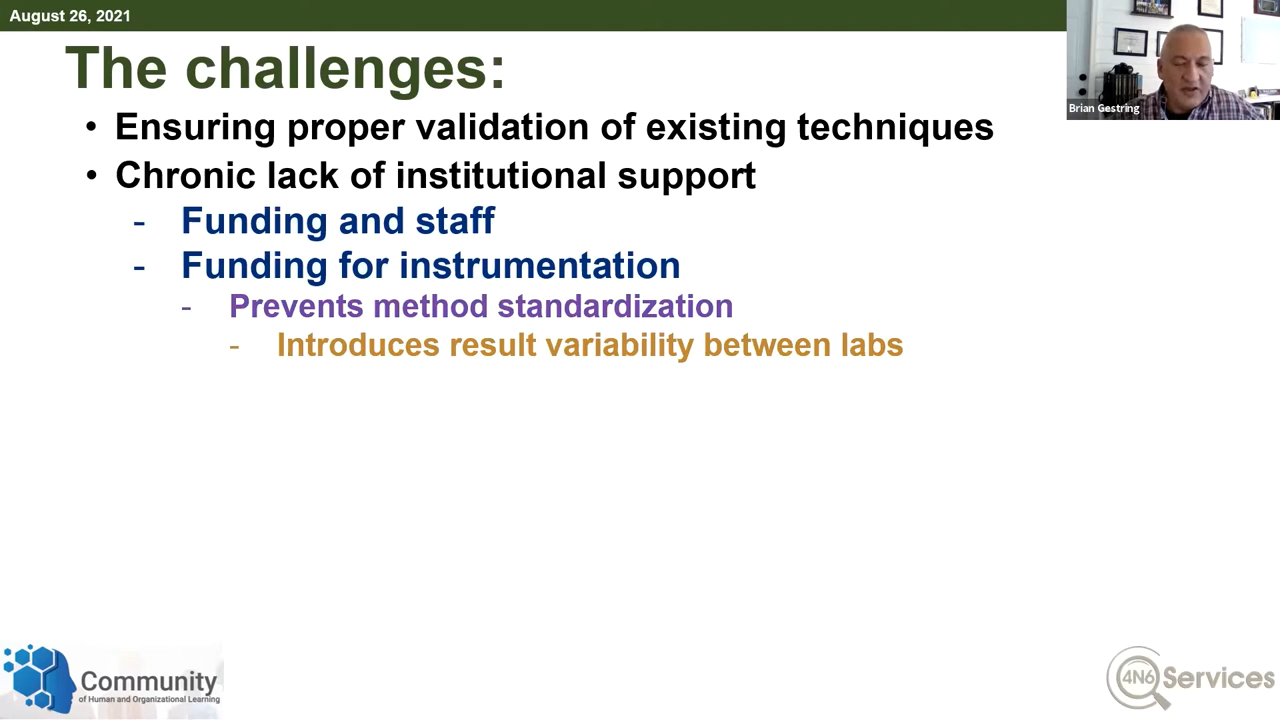 August 26, 2021
The challenges:
• Ensuring proper validation of existing techniques
• Chronic lack of institutional support
- Funding and staff
- Funding for instrumentation
- Prevents method standardization
- Introduces result variability between labs
Brian Gestring
Community
of Human and Organizational Learning
4N6 Services